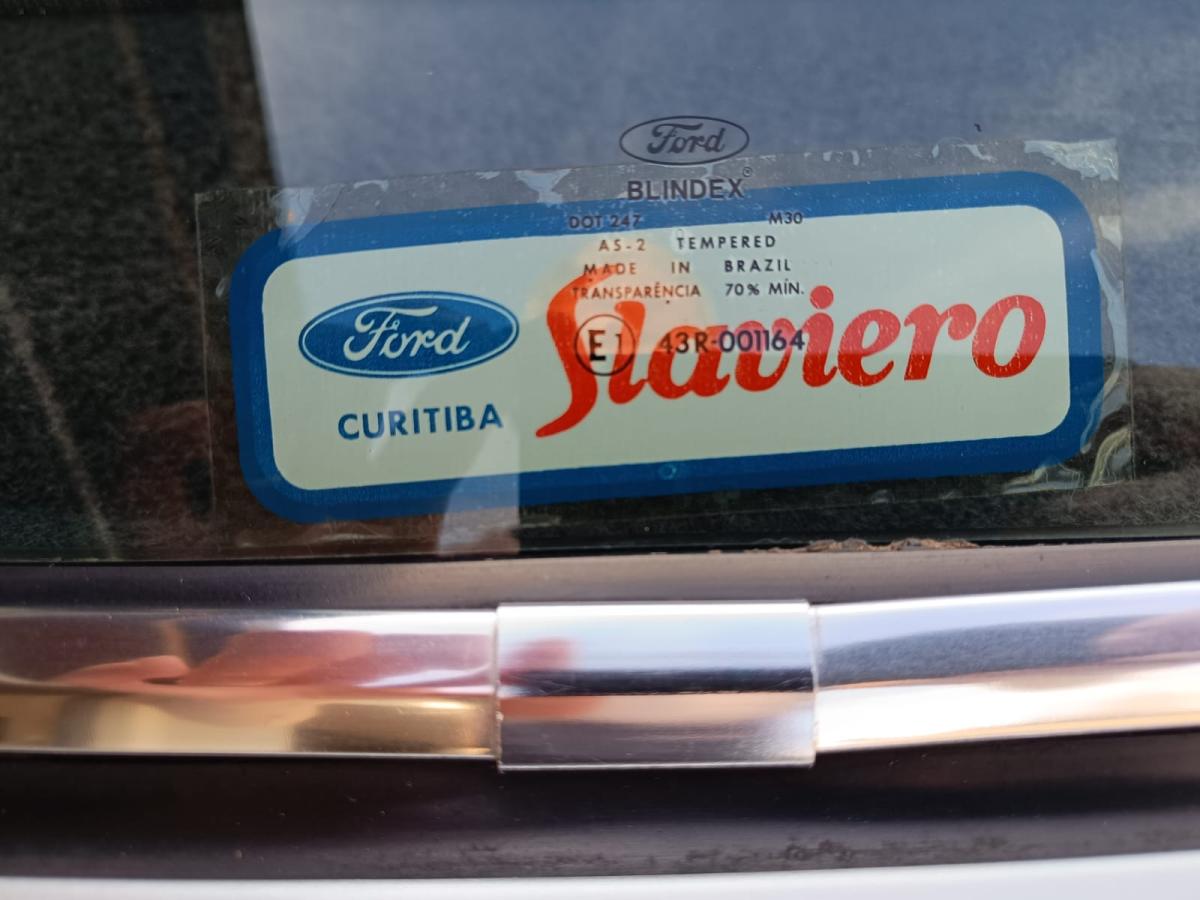 Ford
BLINDEX®
DOT 247 M30
AS-2 TEMPERED
MADE IN BRAZIL
TRANSPARÊNCIA 70% MÍN.
E1 43R-001164
Ford
CURITIBA
Slaviero